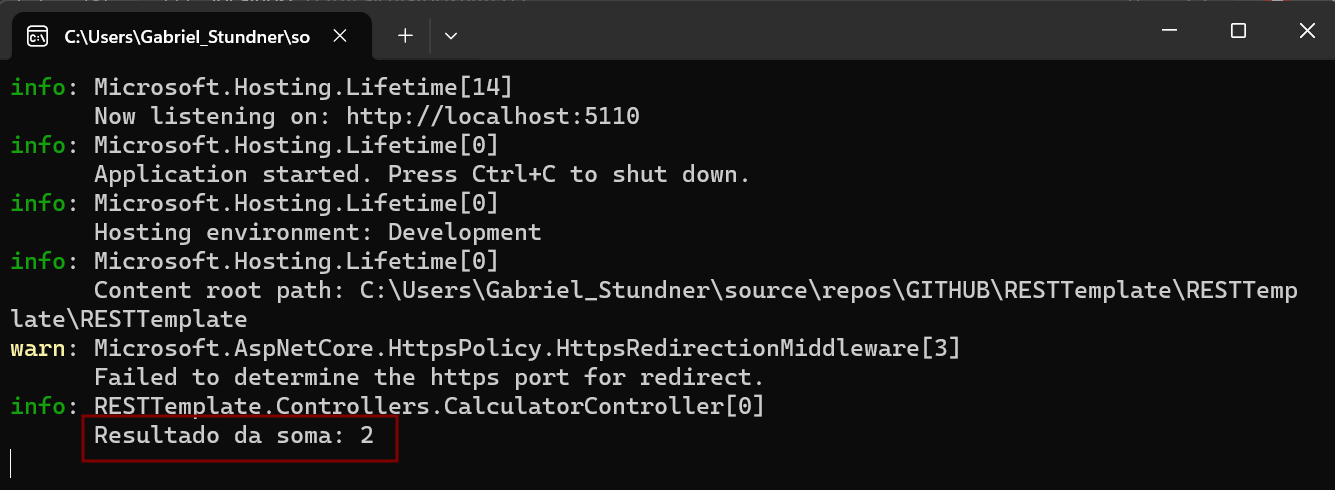 C:\Users\Gabriel_Stundner\so
info: Microsoft.Hosting.Lifetime[14]
Now listening on: http://localhost:5110
info: Microsoft.Hosting.Lifetime[0]
Application started. Press Ctrl+C to shut down.
info: Microsoft.Hosting.Lifetime[0]
Hosting environment: Development
info: Microsoft.Hosting.Lifetime[0]
Content root path: C:\Users\Gabriel_Stundner\source\repos\GITHUB\RESTTemplate\RESTTemp
late\RESTTemplate
warn: Microsoft.AspNetCore.HttpsPolicy.HttpsRedirectionMiddleware[3]
Failed to determine the https port for redirect.
info: RESTTemplate.Controllers.CalculatorController[0]
Resultado da soma: 2